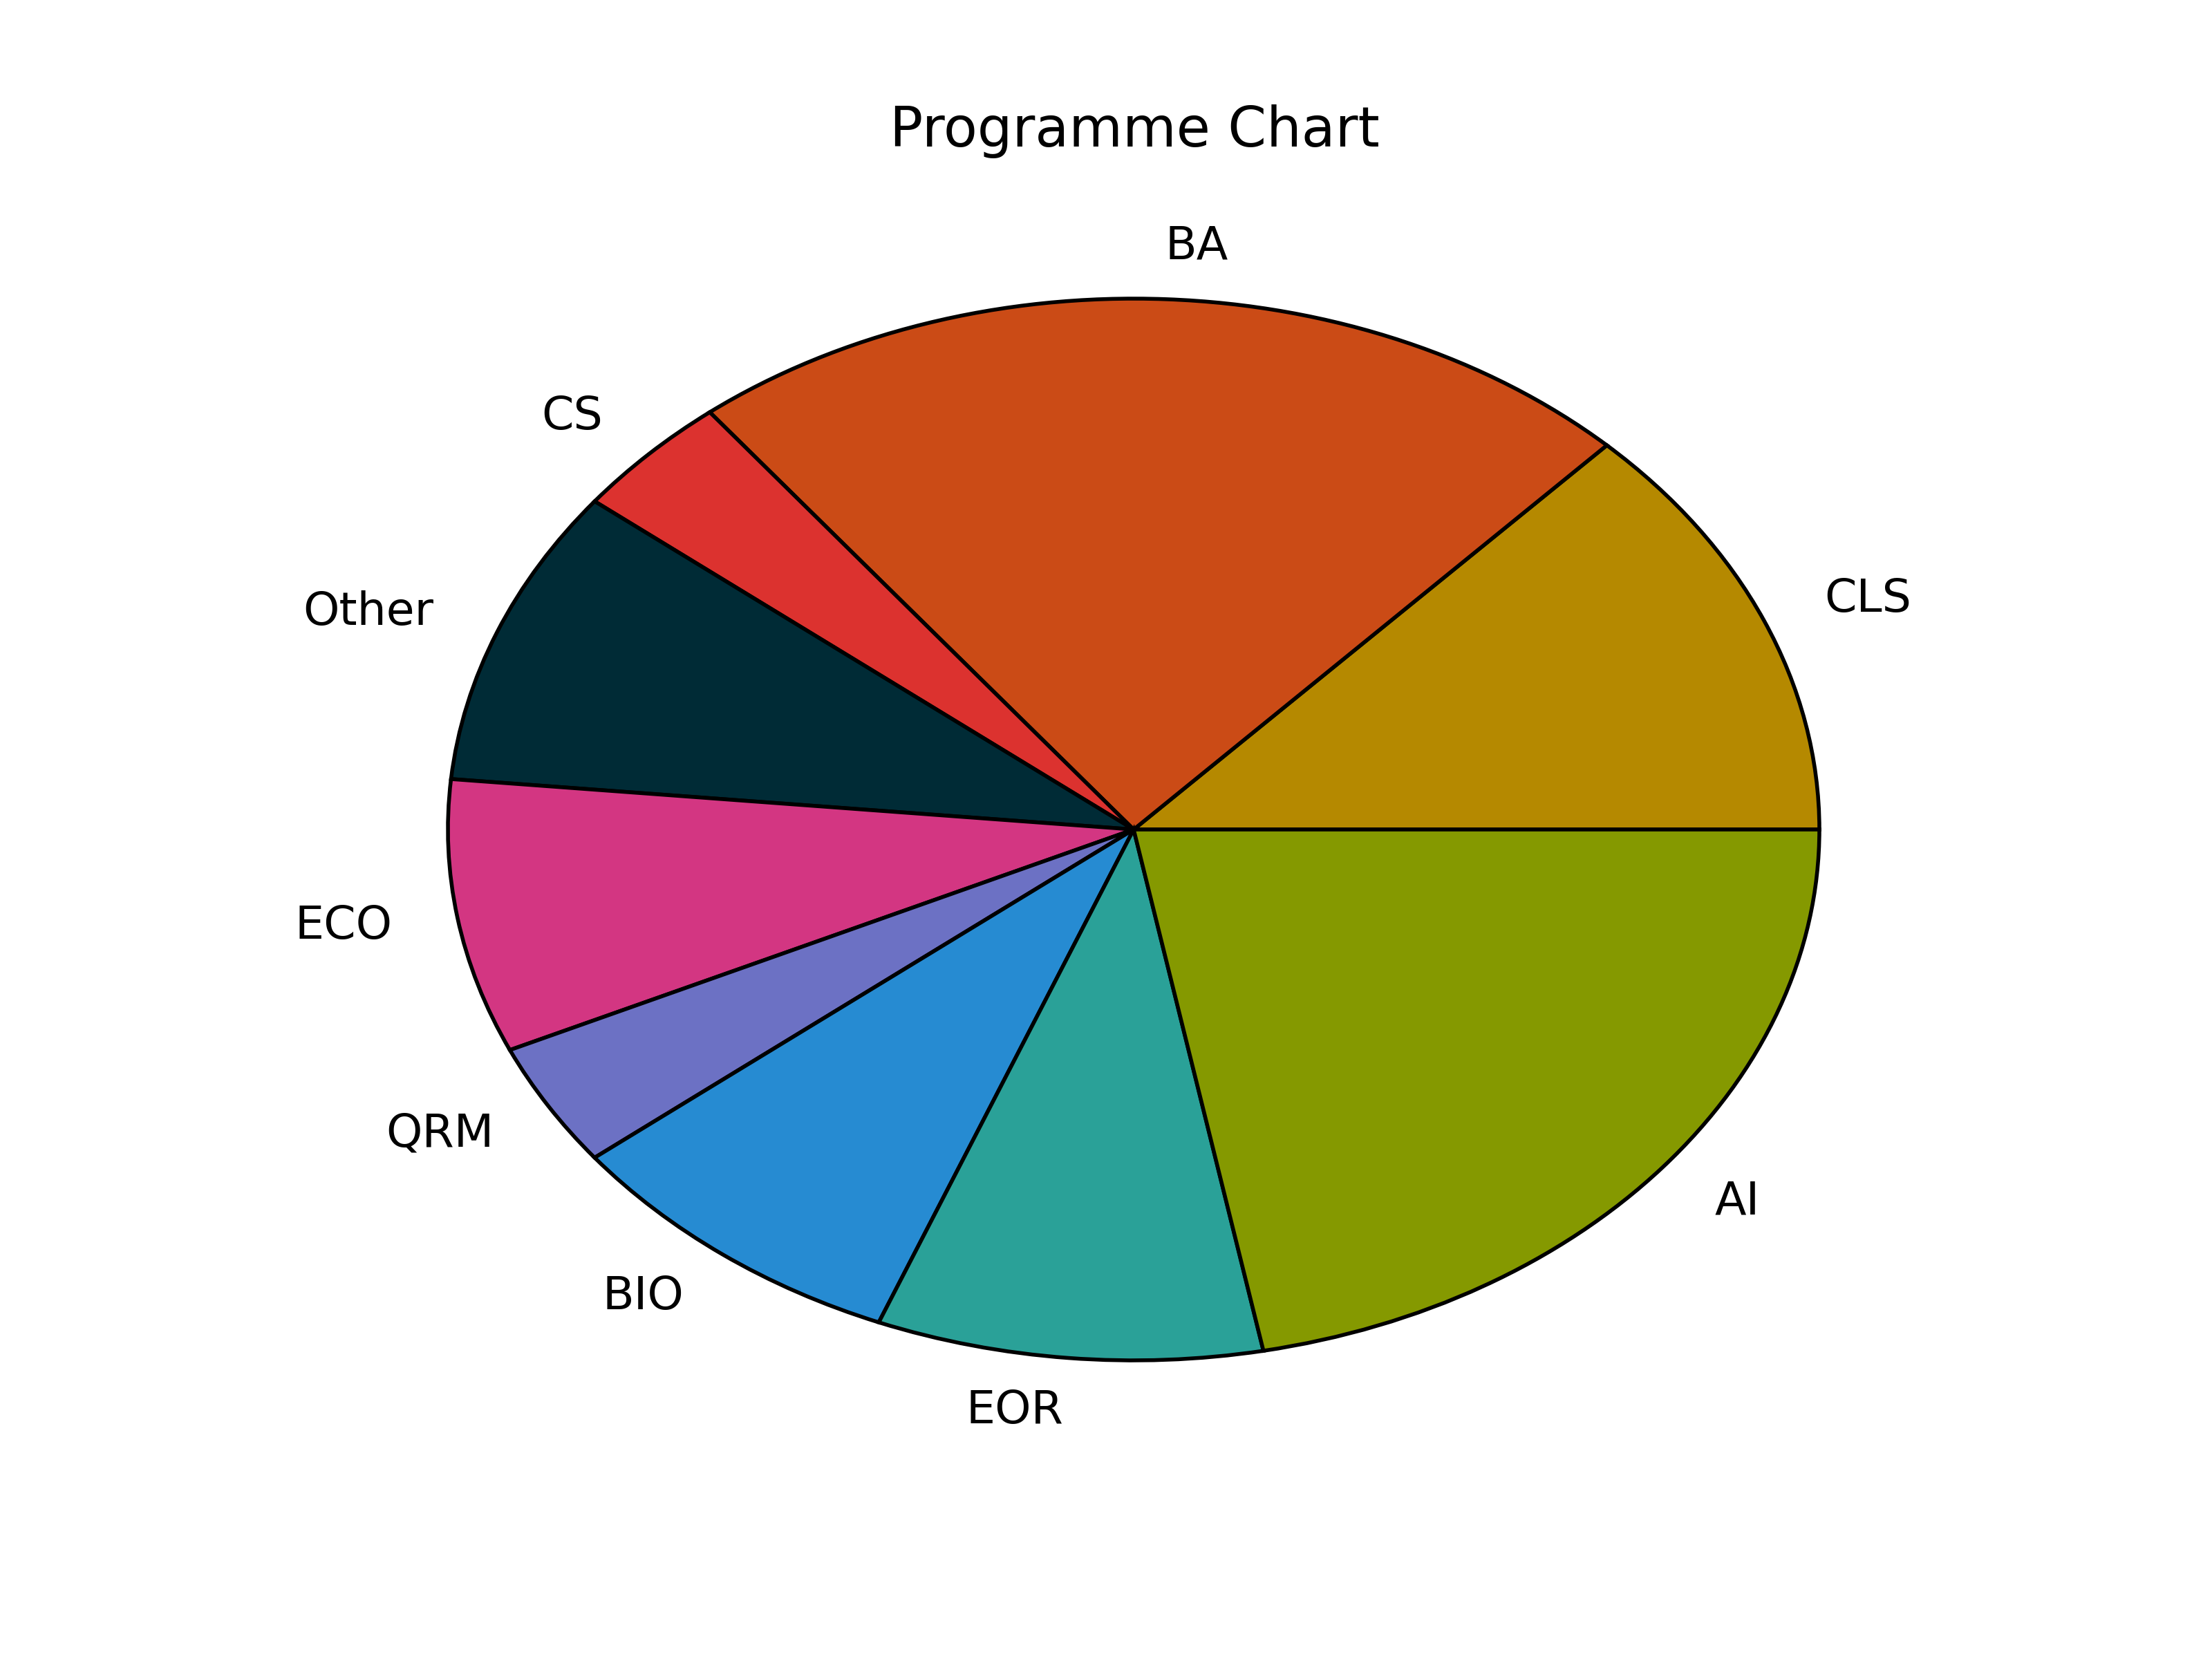 Programme Chart
BA
CS
CLS
Other
ECO
QRM
AI
BIO
EOR